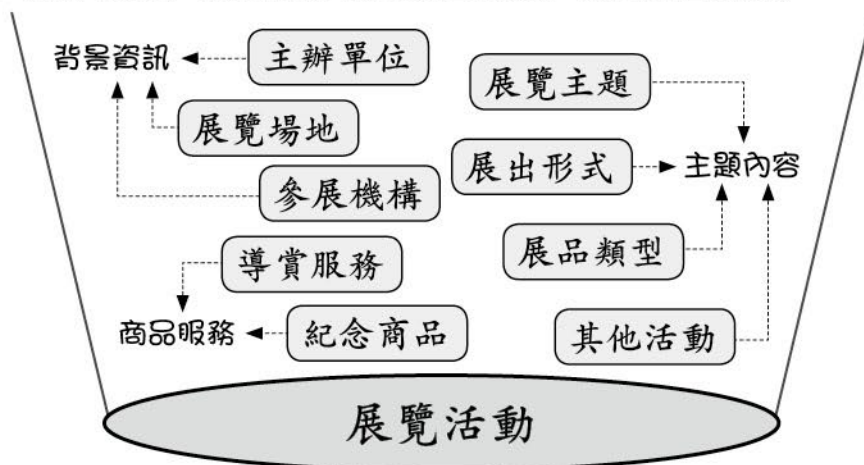 背景資訊
主辦單位
展覽場地
參展機構
導賞服務
商品服務
紀念商品
展覽主題
展出形式
主題內容
展品類型
其他活動
展覽活動